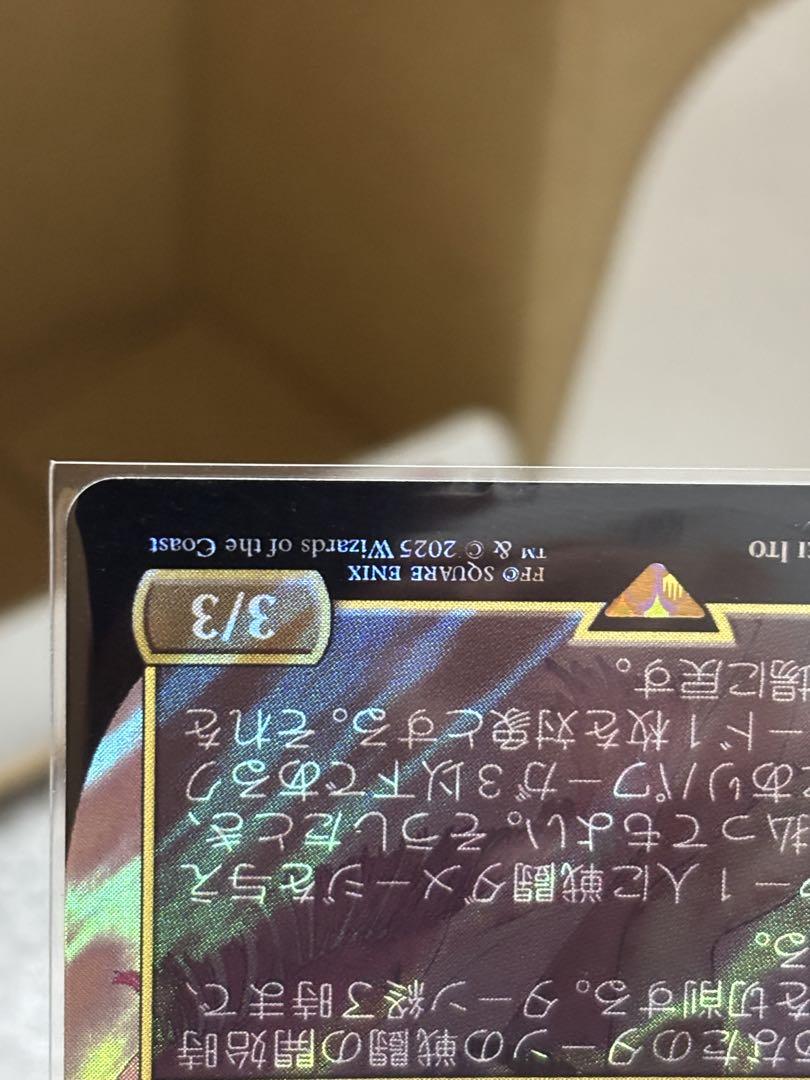 なたのターンの戦闘の開始時
を切削する。ターン終了時まで、
る。
ー１人に戦闘ダメージを与え
払ってもよい。そうしたとき、
ありパワーが３以下であるク
ード１枚を対象とする。それを
場に戻す。
3/3
FF© SQUARE ENIX
ITO
™ & © 2025 Wizards of the Coast